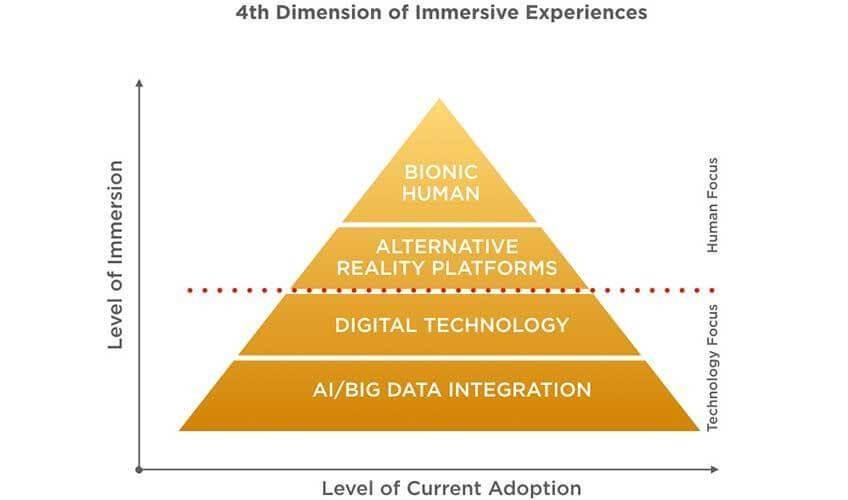 4th Dimension of Immersive Experiences
Level of Immersion
BIONIC
HUMAN
ALTERNATIVE
REALITY PLATFORMS
DIGITAL TECHNOLOGY
AI/BIG DATA INTEGRATION
Human Focus
Technology Focus
Level of Current Adoption